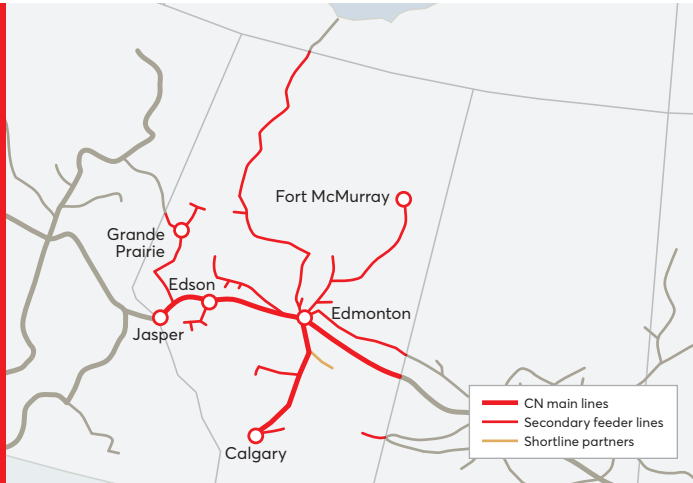 Fort McMurray
Grande
Prairie
Edson
Edmonton
Jasper
CN main lines
Secondary feeder lines
Shortline partners
Calgary